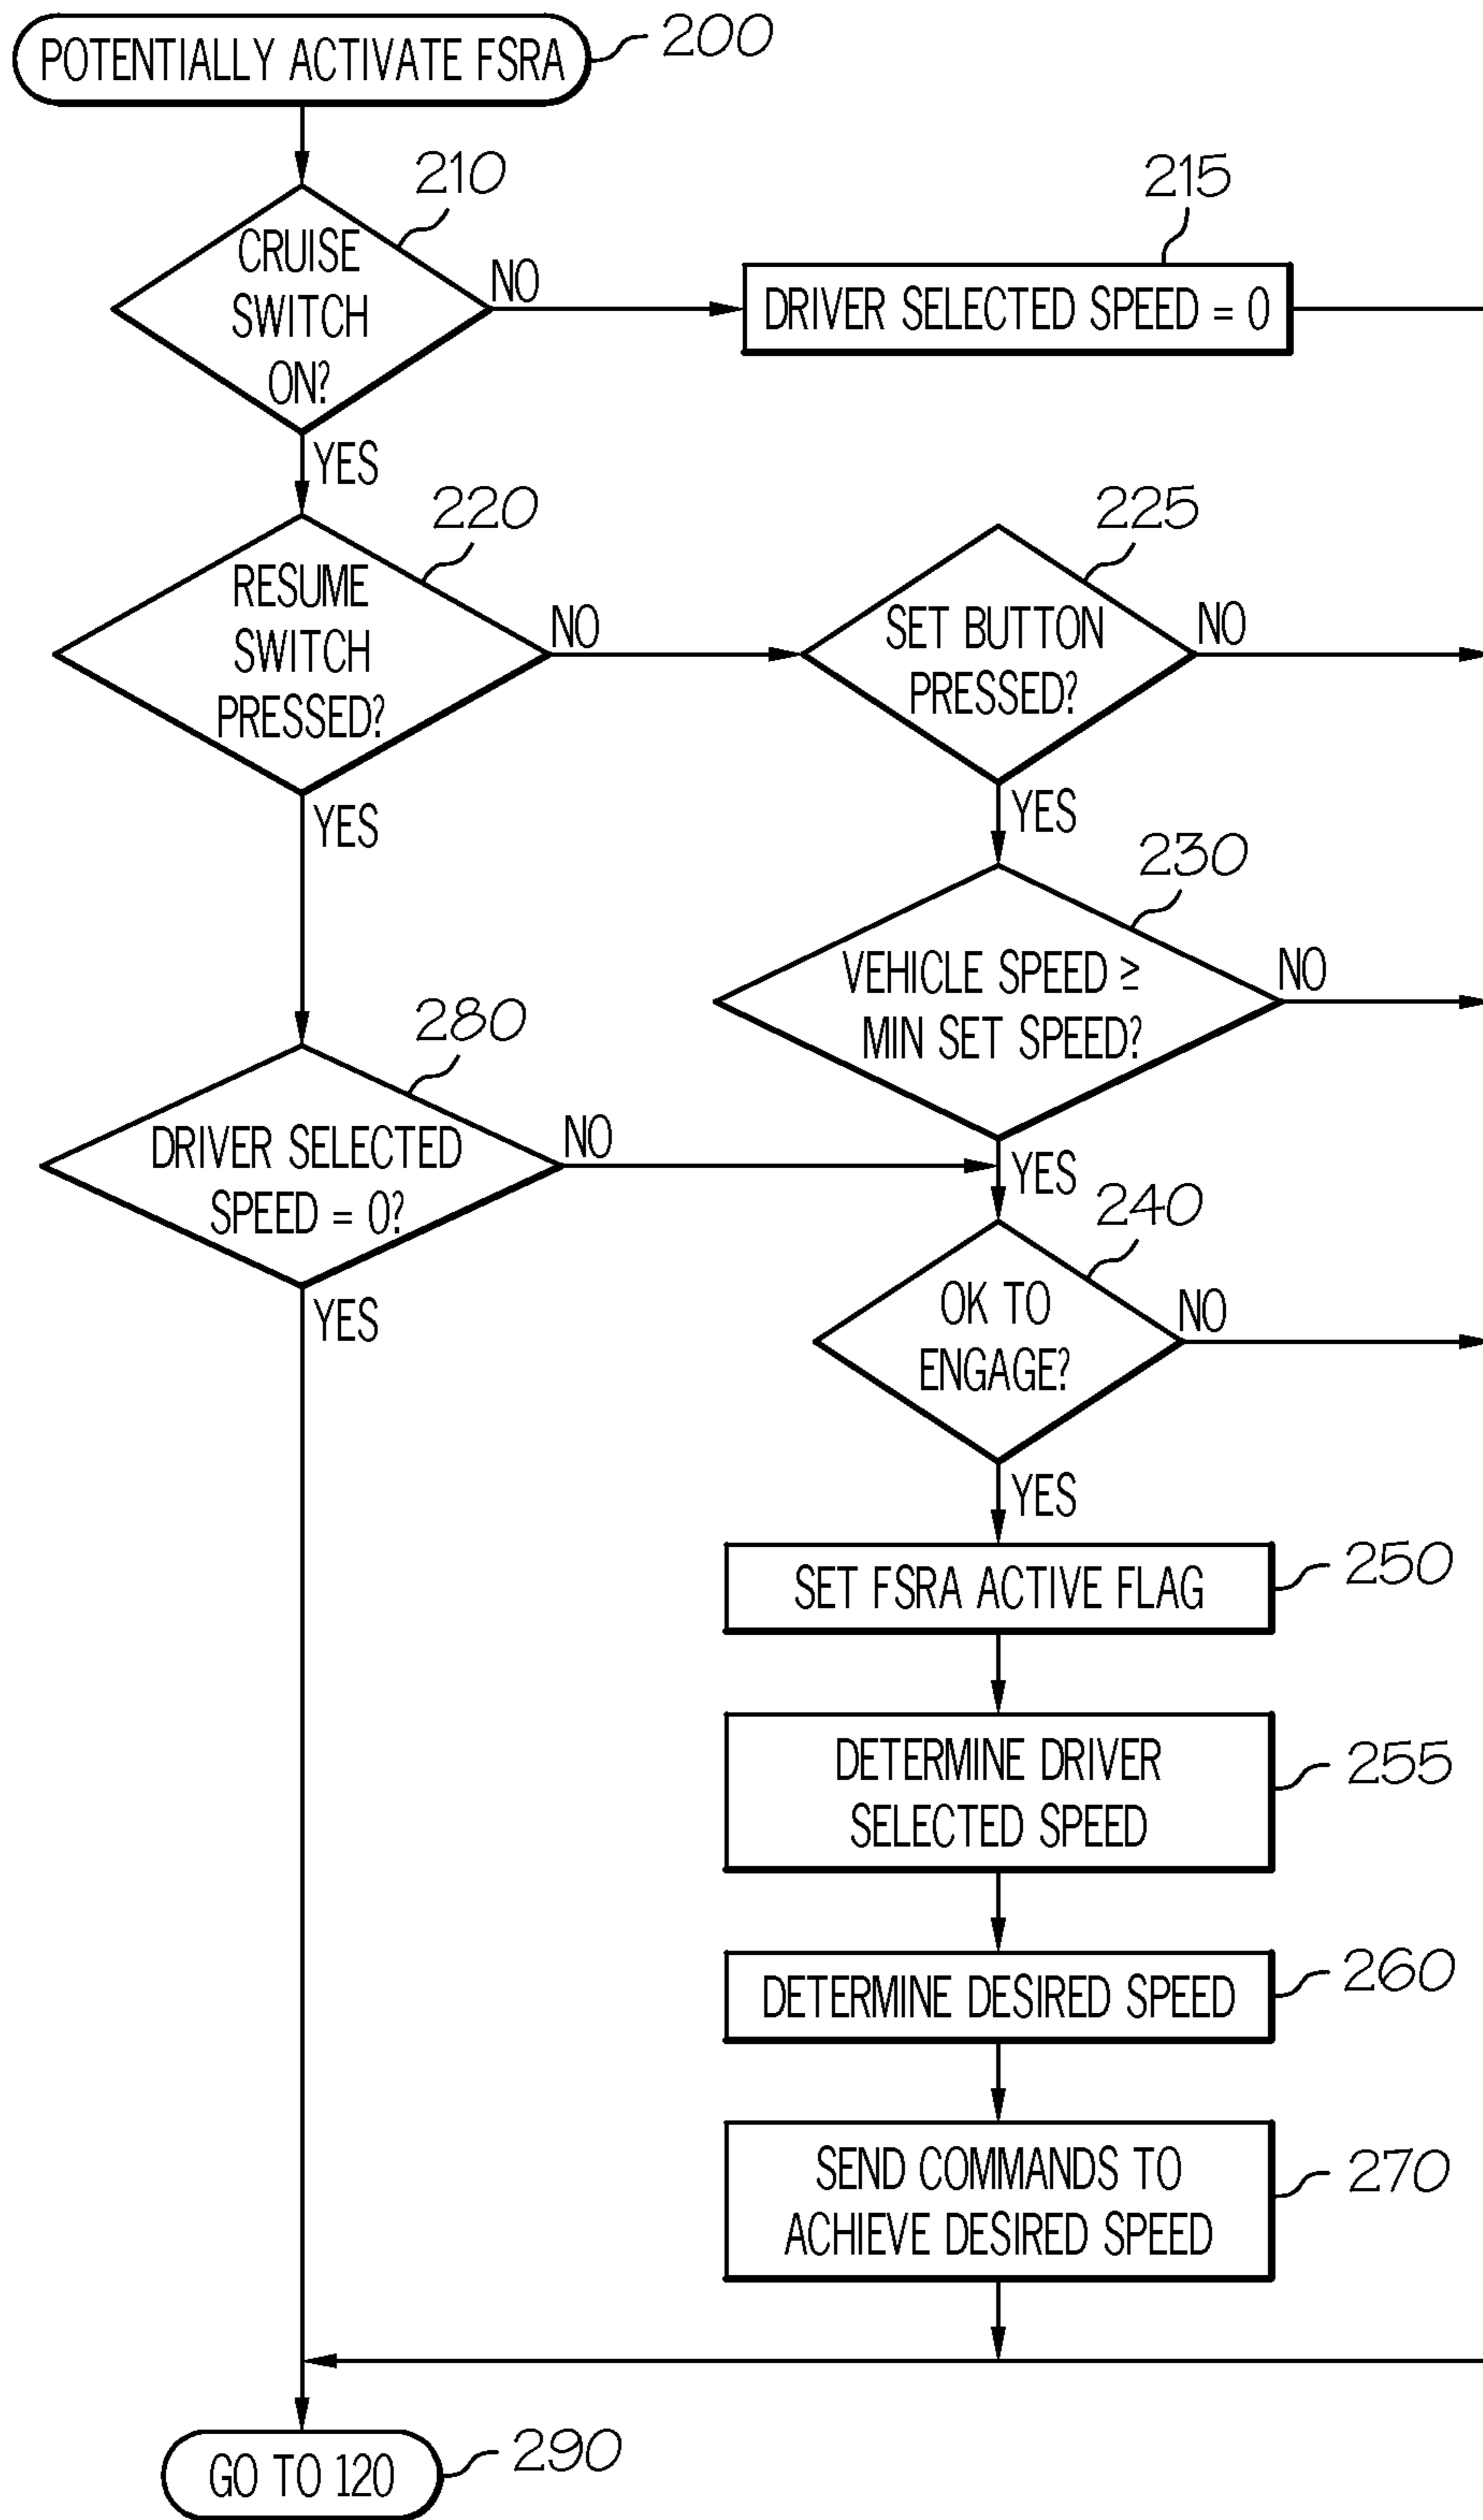 POTENTIALLY ACTIVATE FSRA
200
210
CRUISE
SWITCH
ON?
NO
YES
215
DRIVER SELECTED SPEED = 0
220
RESUME
SWITCH
PRESSED?
NO
YES
225
SET BUTTON
PRESSED?
NO
YES
230
VEHICLE SPEED ≥
MIN SET SPEED?
NO
YES
280
DRIVER SELECTED
SPEED = 0?
NO
YES
240
OK TO
ENGAGE?
NO
YES
SET FSRA ACTIVE FLAG
250
DETERMINE DRIVER
SELECTED SPEED
255
DETERMINE DESIRED SPEED
260
SEND COMMANDS TO
ACHIEVE DESIRED SPEED
270
GO TO 120
290